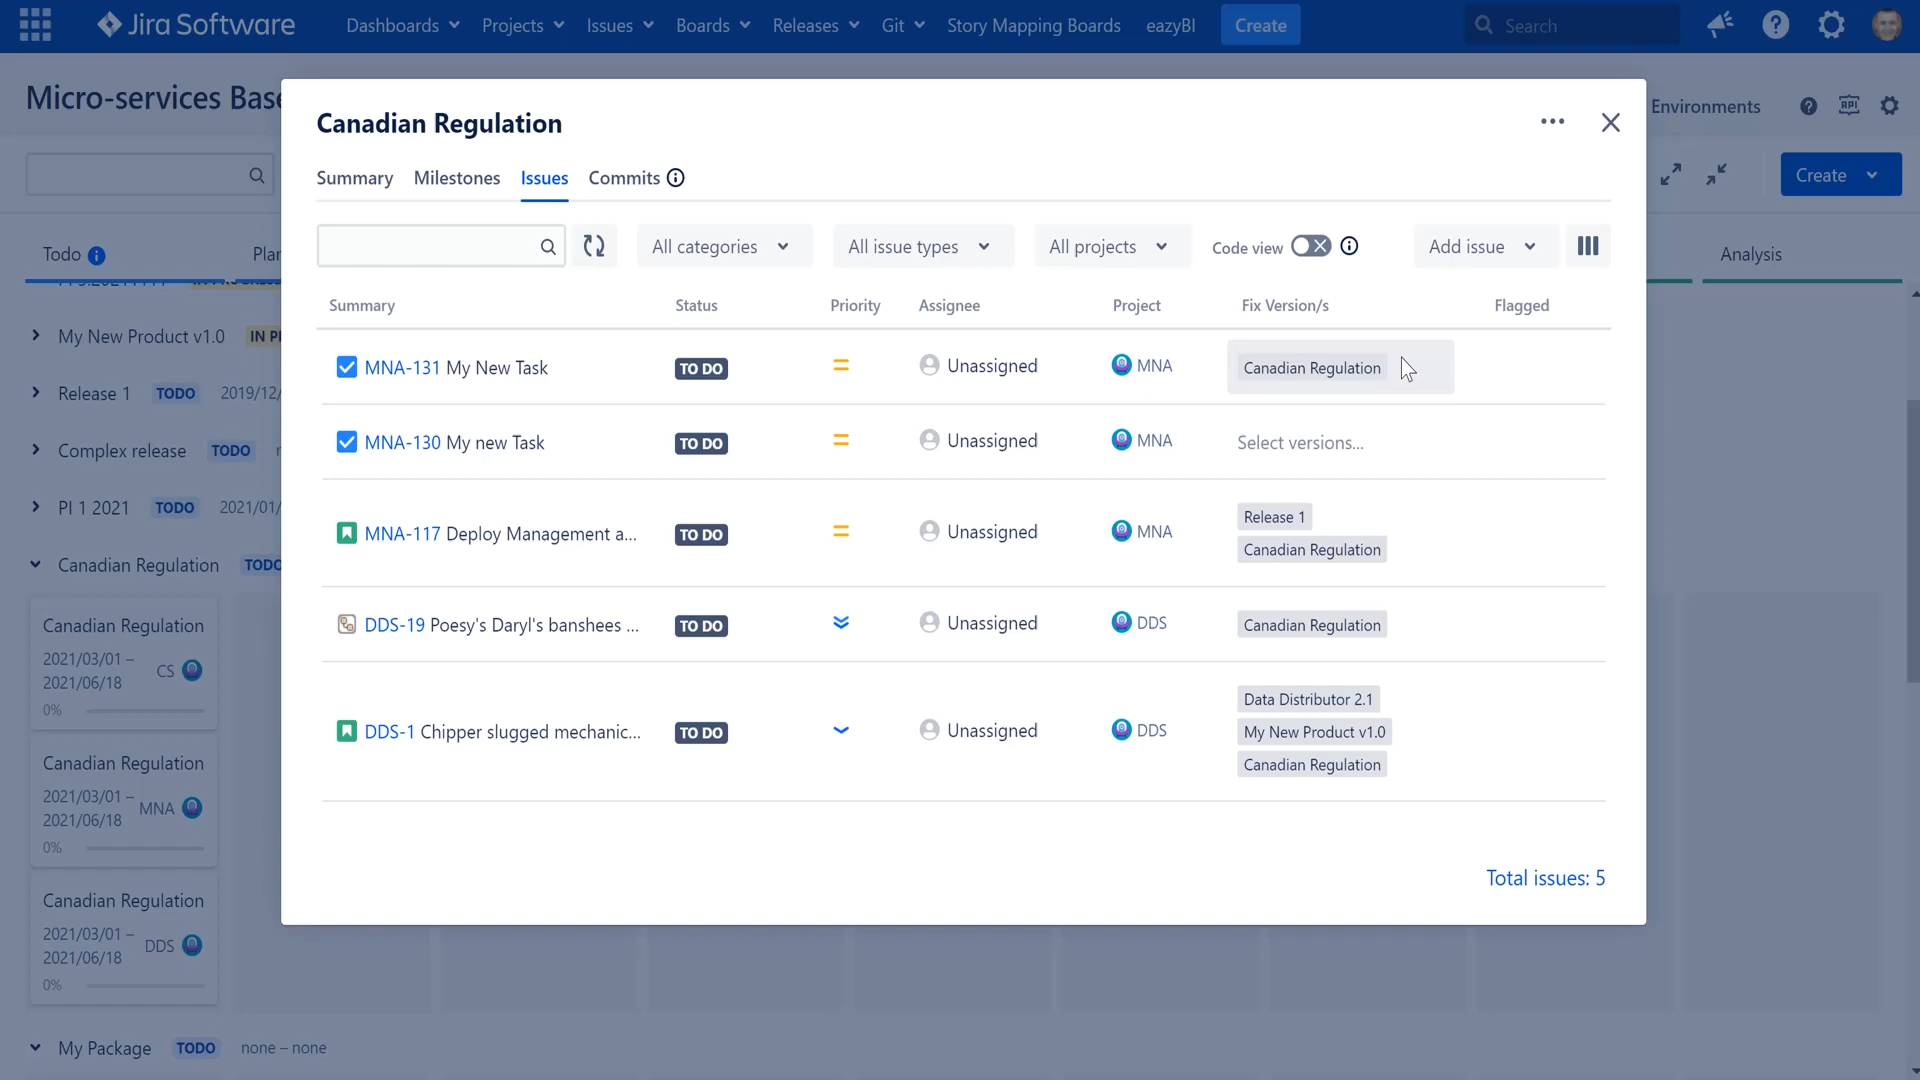 Jira Software Dashboards Projects Issues Boards Releases Git Story Mapping Boards eazyBI Create Search
Micro-services Base
Environments
API
Canadian Regulation
Summary Milestones Issues Commits
Create
All categories All issue types All projects Code view Add issue
Todo
Plan
Analysis
Summary Status Priority Assignee Project Fix Version/s Flagged
My New Product v1.0 IN PR
MNA-131 My New Task TO DO Unassigned MNA Canadian Regulation
Release 1 TODO 2019/12/
MNA-130 My new Task TO DO Unassigned MNA Select versions...
Complex release TODO
PI 1 2021 TODO 2021/01/
MNA-117 Deploy Management a... TO DO Unassigned MNA Release 1
Canadian Regulation
Canadian Regulation TODO
DDS-19 Poesy's Daryl's banshees ... TO DO Unassigned DDS Canadian Regulation
DDS-1 Chipper slugged mechanic... TO DO Unassigned DDS Data Distributor 2.1
My New Product v1.0
Canadian Regulation
Total issues: 5
Canadian Regulation
2021/03/01 –
2021/06/18
CS
0%
Canadian Regulation
2021/03/01 –
2021/06/18
MNA
0%
Canadian Regulation
2021/03/01 –
2021/06/18
DDS
0%
My Package TODO none – none